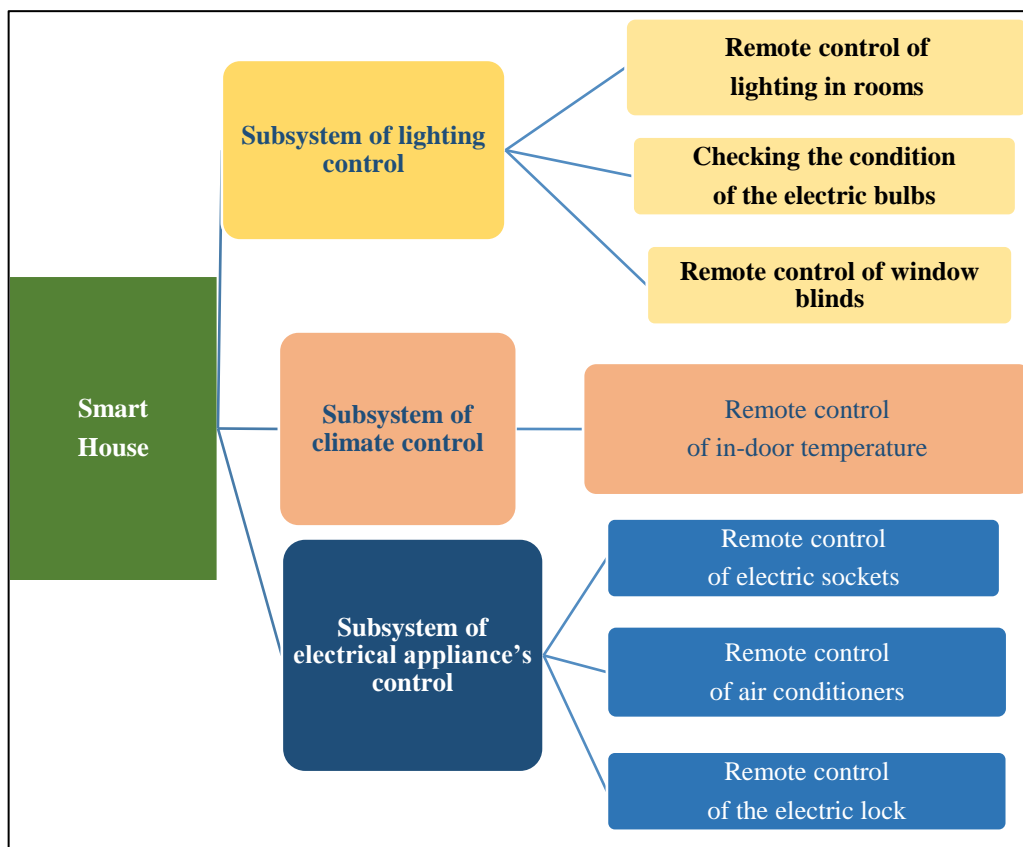 Smart
House
Subsystem of lighting
control
Remote control of
lighting in rooms
Checking the condition
of the electric bulbs
Remote control of window
blinds
Subsystem of
climate control
Remote control
of in-door temperature
Subsystem of
electrical appliance’s
control
Remote control
of electric sockets
Remote control
of air conditioners
Remote control
of the electric lock